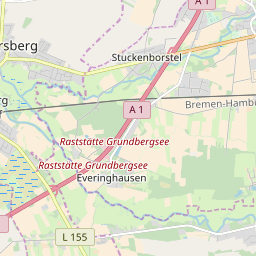 A 1
rsberg
Stuckenborstel
A 1
Bremen-Hambu
rg
f
Raststätte Grundbergsee
Raststätte Grundbergsee
Everinghausen
L 155